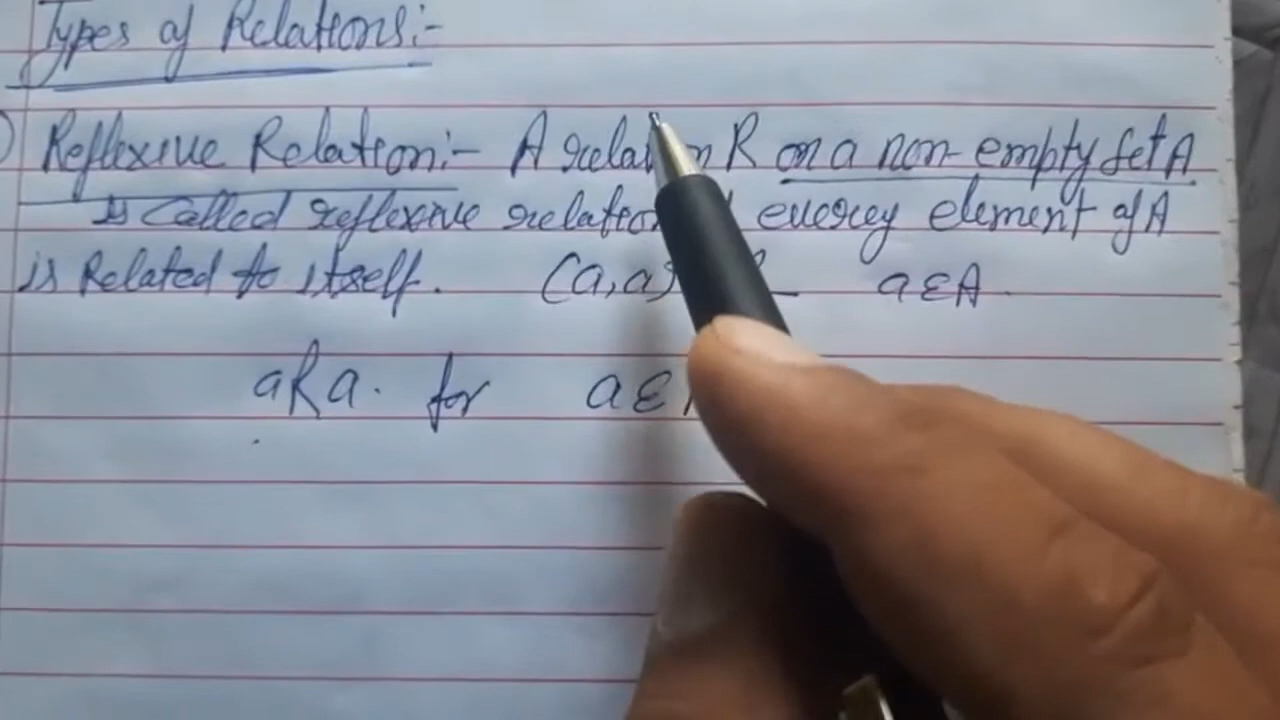 Types of Relations:-
Reflexive Relation:- A relation R on a non-empty set A
is called reflexive relation every element of A
is Related to itself. (a,a) R a ε A.
aRa. for a ε